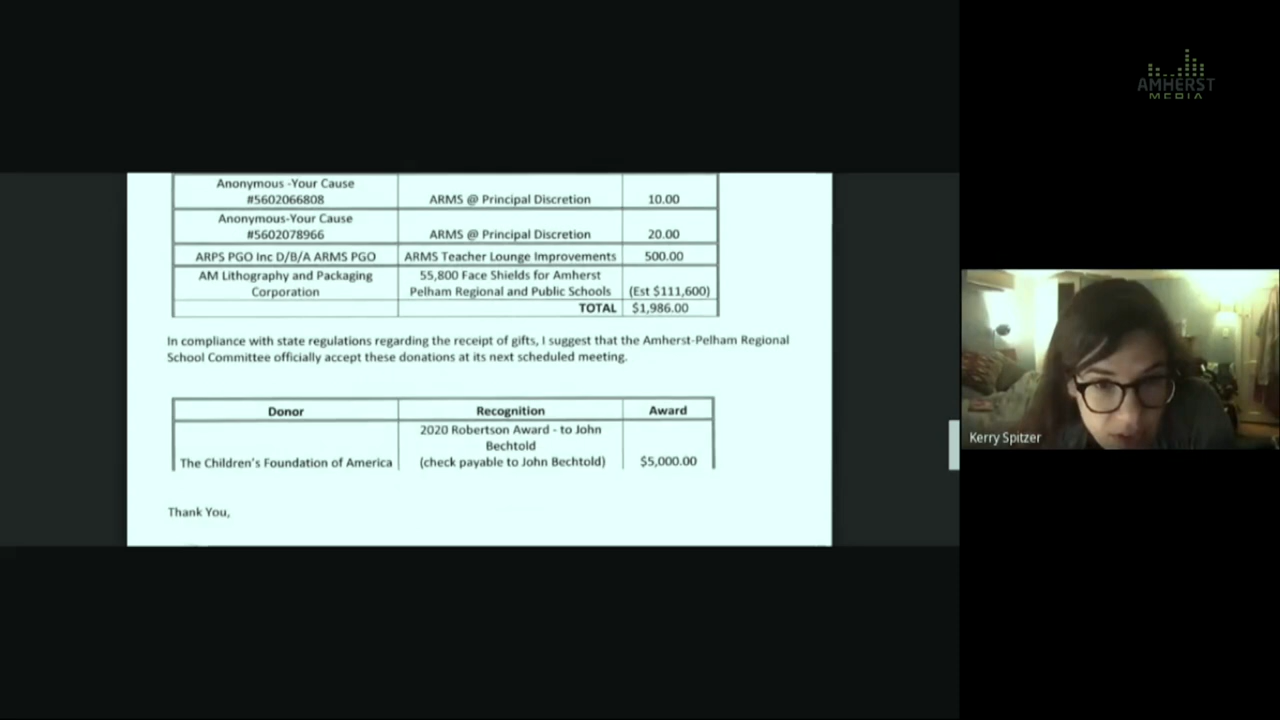 AMHERST
MEDIA
Anonymous -Your Cause
#5602066808
ARMS @ Principal Discretion
10.00
Anonymous-Your Cause
#5602078966
ARMS @ Principal Discretion
20.00
ARPS PGO Inc D/B/A ARMS PGO
ARMS Teacher Lounge Improvements
500.00
AM Lithography and Packaging
Corporation
55,800 Face Shields for Amherst
Pelham Regional and Public Schools
(Est $111,600)
TOTAL
$1,986.00
In compliance with state regulations regarding the receipt of gifts, I suggest that the Amherst-Pelham Regional
School Committee officially accept these donations at its next scheduled meeting.
Donor
Recognition
Award
The Children's Foundation of America
2020 Robertson Award - to John
Bechtold
(check payable to John Bechtold)
$5,000.00
Thank You,
Kerry Spitzer